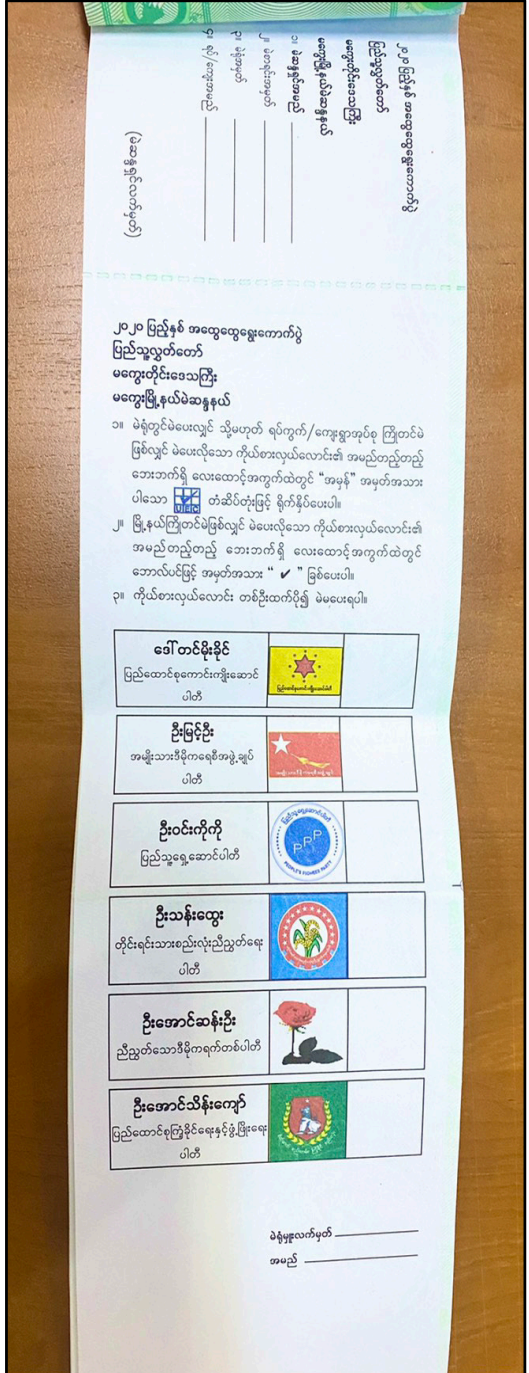 ၂၀၂၀ ပြည့်နှစ် အထွေထွေရွေးကောက်ပွဲ
ပြည်သူ့လွှတ်တော်
မကွေးတိုင်းဒေသကြီး
မကွေးမြို့နယ်မဲဆန္ဒနယ်
၁။ မဲရုံတွင်မဲပေးလျှင် သို့မဟုတ် ရပ်ကွက်/ကျေးရွာအုပ်စု ကြိုတင်မဲ
ဖြစ်လျှင် မဲပေးလိုသော ကိုယ်စားလှယ်လောင်း၏ အမည်တည့်တည့်
ဘေးဘက်ရှိ လေးထောင့်အကွက်ထဲတွင် “အမှန်” အမှတ်အသား
ပါသော တံဆိပ်တုံးဖြင့် ရိုက်နှိပ်ပေးပါ။
၂။ မြို့နယ်ကြိုတင်မဲဖြစ်လျှင် မဲပေးလိုသော ကိုယ်စားလှယ်လောင်း၏
အမည်တည့်တည့် ဘေးဘက်ရှိ လေးထောင့်အကွက်ထဲတွင်
ဘောလ်ပင်ဖြင့် အမှတ်အသား “ ✔ ” ခြစ်ပေးပါ။
၃။ ကိုယ်စားလှယ်လောင်း တစ်ဦးထက်ပို၍ မဲမပေးရပါ။
ဒေါ်တင်မိုးခိုင်
ပြည်ထောင်စုကောင်းကျိုးဆောင်
ပါတီ
ဦးမြင့်ဦး
အမျိုးသားဒီမိုကရေစီအဖွဲ့ချုပ်
ပါတီ
ဦးဝင်းကိုကို
ပြည်သူ့ရှေ့ဆောင်ပါတီ
PPP
PEOPLE'S PIONEER PARTY
ဦးသန်းထွေး
တိုင်းရင်းသားစည်းလုံးညီညွတ်ရေး
ပါတီ
ဦးအောင်ဆန်းဦး
ညီညွတ်သောဒီမိုကရက်တစ်ပါတီ
ဦးအောင်သိန်းကျော်
ပြည်ထောင်စုကြံ့ခိုင်ရေးနှင့်ဖွံ့ဖြိုးရေး
ပါတီ
မဲရုံမှူးလက်မှတ်
အမည်